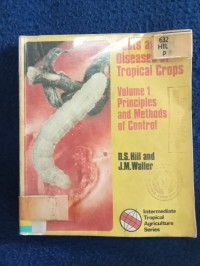 632
HIL
P
Pests a
Diseases of
Tropical Crops
Volume 1
Principles
and Methods
of Control
D.S. Hill and
J.M. Waller
Intermediate
Tropical
Agriculture
Series